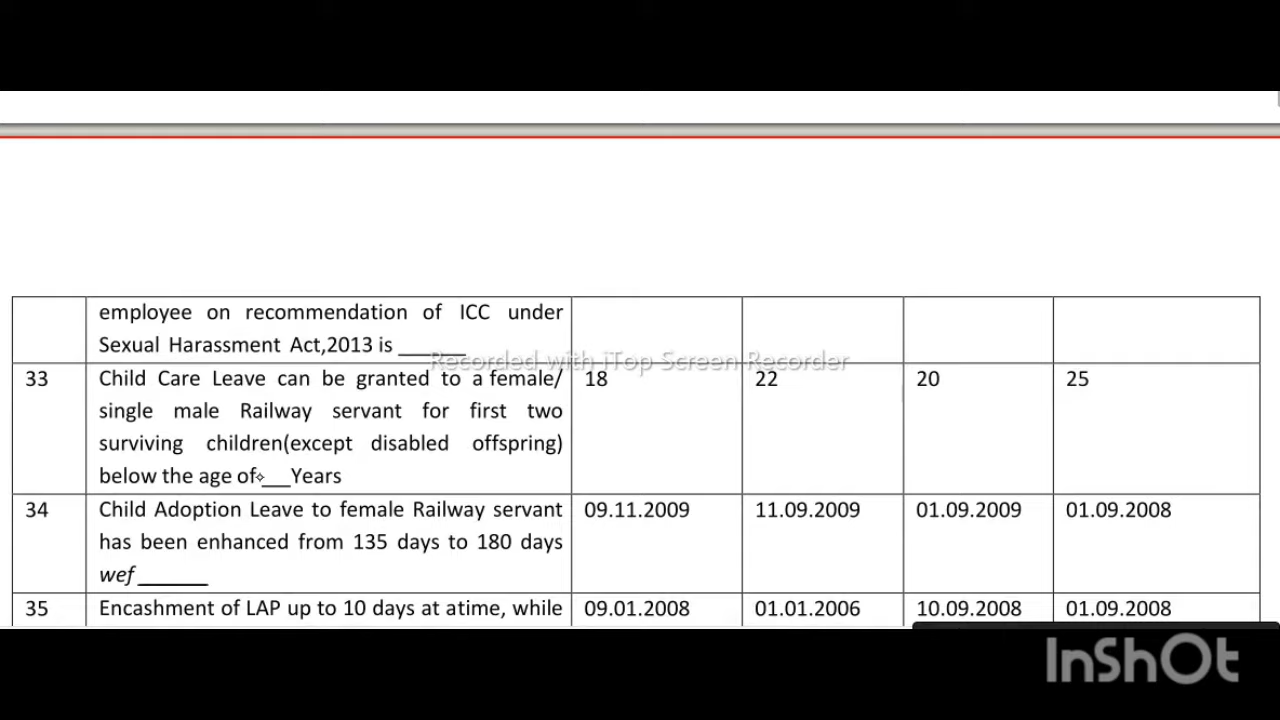 employee on recommendation of ICC under
Sexual Harassment Act,2013 is ______
Recorded with iTop Screen Recorder
33 Child Care Leave can be granted to a female/ 18 22 20 25
single male Railway servant for first two
surviving children(except disabled offspring)
below the age of __Years
34 Child Adoption Leave to female Railway servant 09.11.2009 11.09.2009 01.09.2009 01.09.2008
has been enhanced from 135 days to 180 days
wef ______
35 Encashment of LAP up to 10 days at atime, while 09.01.2008 01.01.2006 10.09.2008 01.09.2008
InShOt